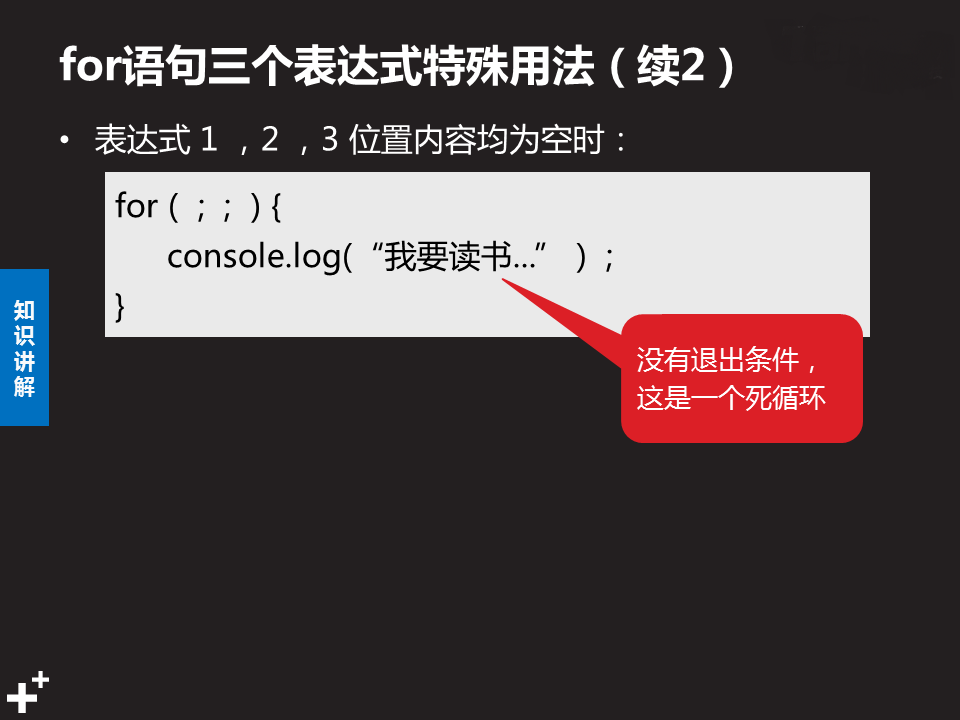 for语句三个表达式特殊用法（续2）
• 表达式 1 ，2 ，3 位置内容均为空时：
for ( ；； ) {
console.log( “我要读书…” ) ；
}
没有退出条件，
这是一个死循环
知
识
讲
解